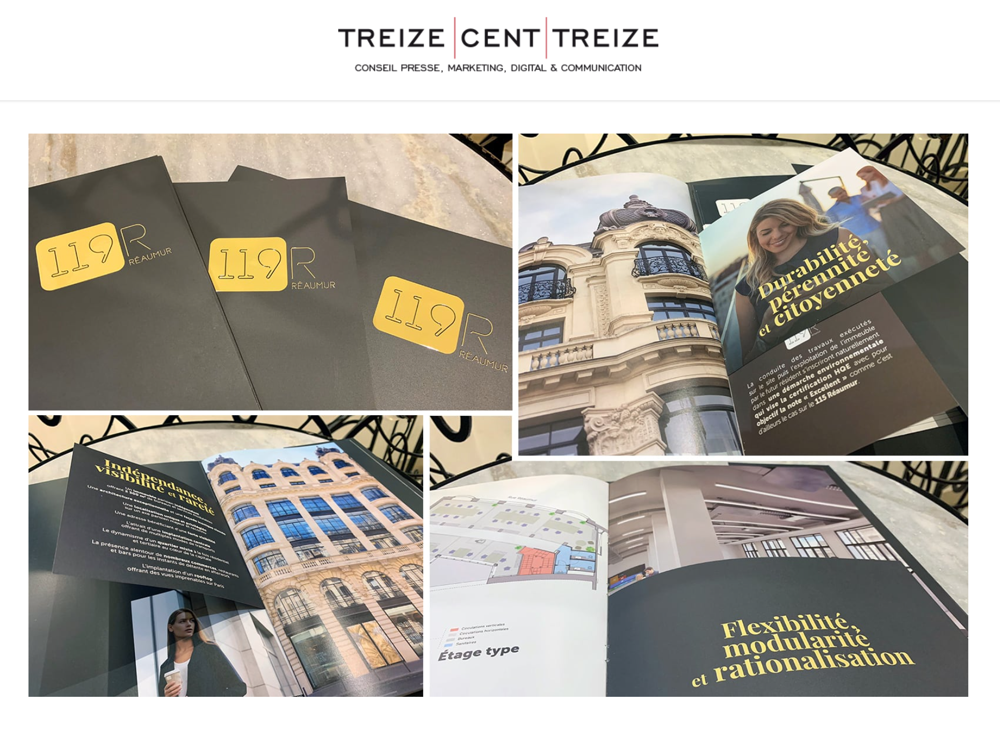 TREIZE CENT TREIZE
CONSEIL PRESSE, MARKETING, DIGITAL & COMMUNICATION
119 R
RÉAUMUR
119 R
RÉAUMUR
119 R
RÉAUMUR
119
Durabilité,
pérennité
et citoyenneté
119
La conduite des travaux exécutés
sur le site puis l'exploitation de l'immeuble
par le futur résident s'inscriront naturellement
dans une démarche environnementale
qui vise la certification HQE avec pour
objectif la note « Excellent » comme c'est
d'ailleurs le cas sur le 115 Réaumur.
Indépendance,
visibilité et rareté
Un immeuble parisien indépendant
offrant 2 300 m² de bureaux et services
Une architecture exceptionnelle et une façade
Une localisation unique et privilégiée
sur un axe parisien majeur et reconnu
Une adresse bénéficiant d'une forte visibilité
L'attrait d'une implantation centrale
offrant de multiples modes de transports
Le dynamisme d'un quartier mixte à la fois résidentiel
et tertiaire au cœur de la capitale
La présence alentour de nombreux commerces, restaurants
et bars pour les instants de détente en afterwork
L'implantation d'un rooftop
offrant des vues imprenables sur Paris
Rue Réaumur
Circulations verticales
Circulations horizontales
Bureaux
Sanitaires
Étage type
Flexibilité,
modularité
et rationalisation